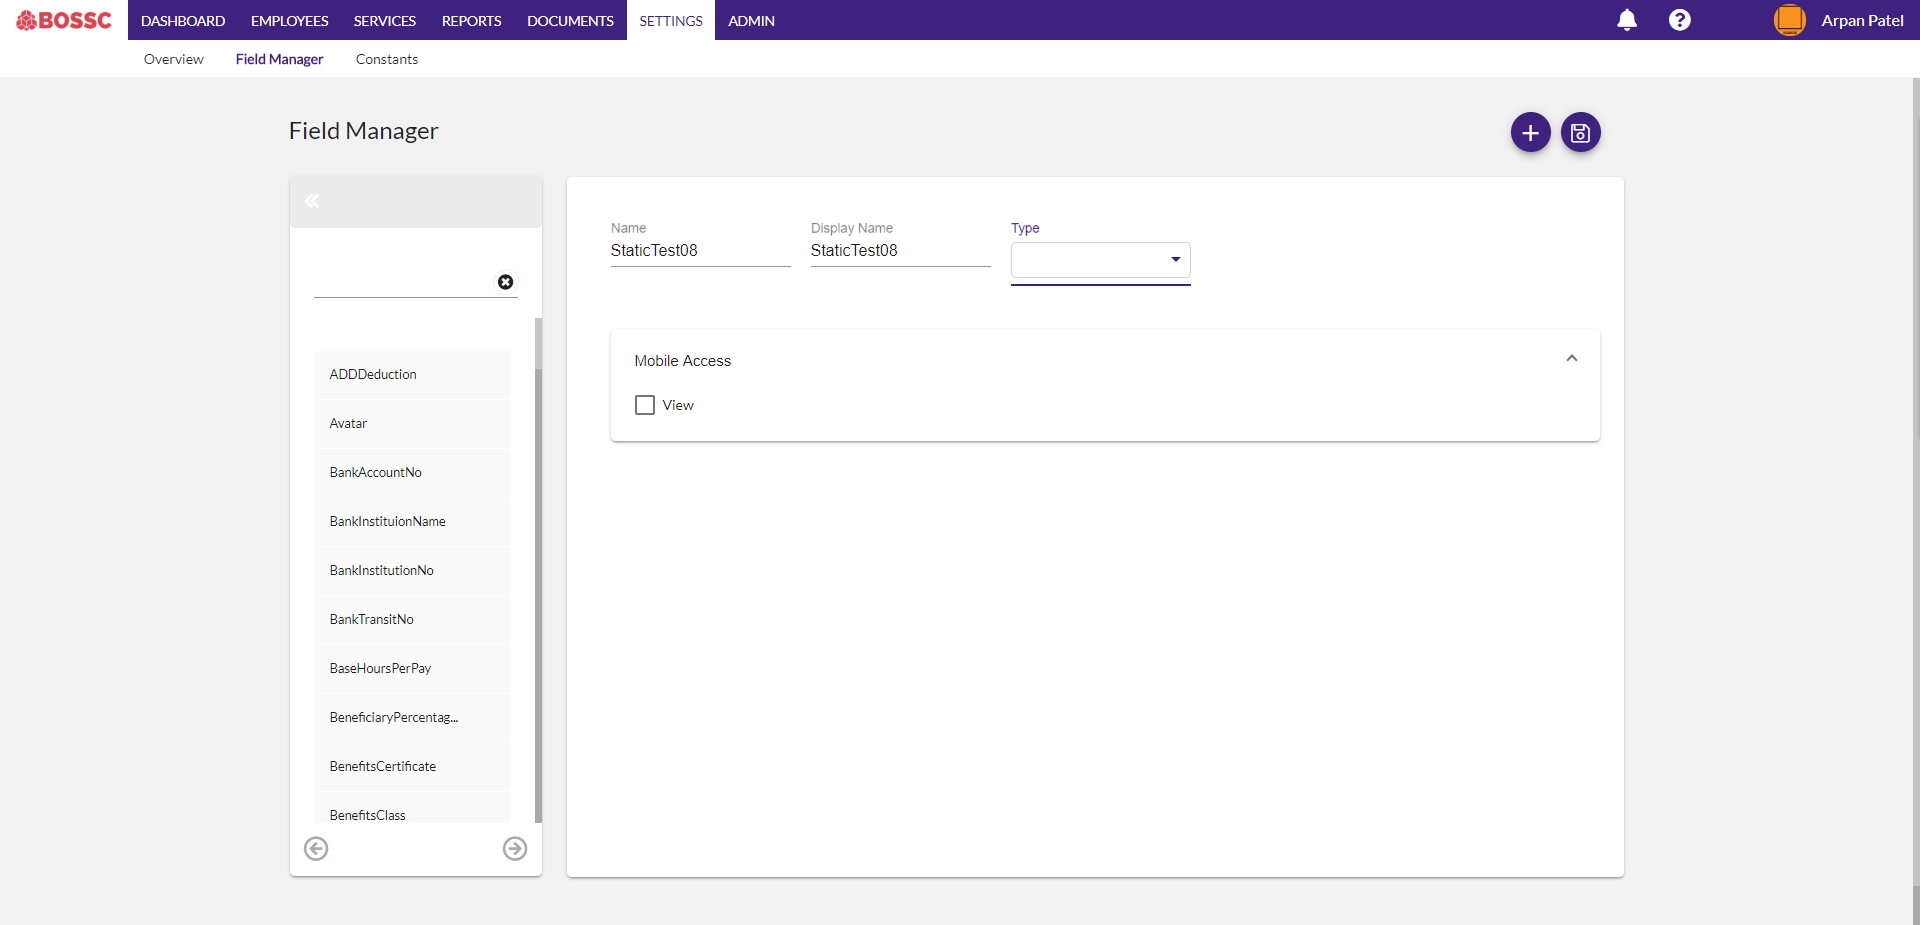 BOSSC
DASHBOARD EMPLOYEES SERVICES REPORTS DOCUMENTS SETTINGS ADMIN
Arpan Patel
Overview Field Manager Constants
Field Manager
Name Display Name Type
StaticTest08 StaticTest08
Mobile Access
View
ADDDeduction
Avatar
BankAccountNo
BankInstituionName
BankInstitutionNo
BankTransitNo
BaseHoursPerPay
BeneficiaryPercentag...
BenefitsCertificate
BenefitsClass